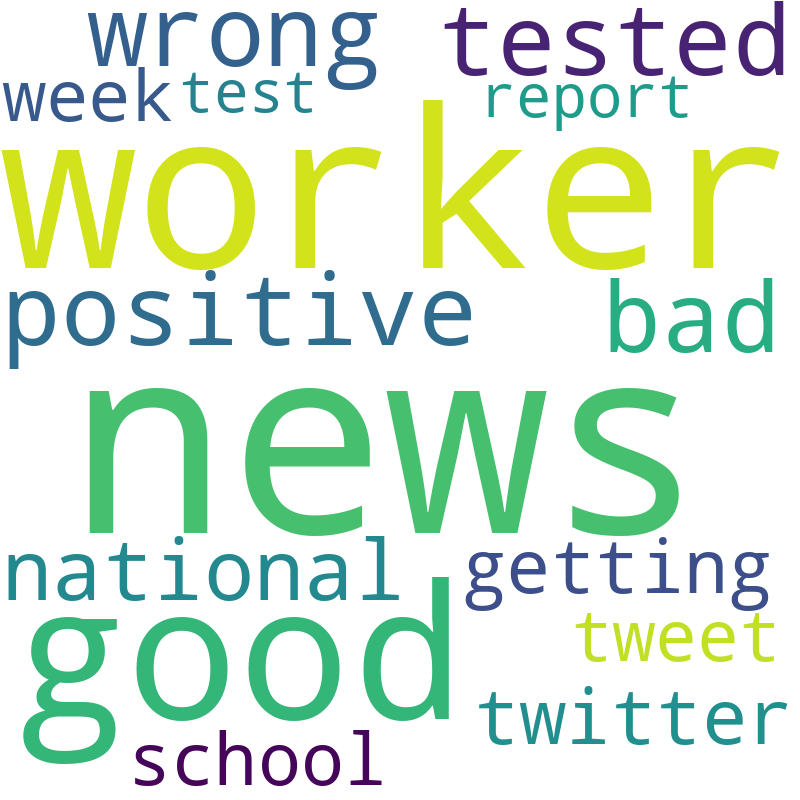 wrong tested
week test report
worker
positive bad
news
national getting
good tweet
twitter
school